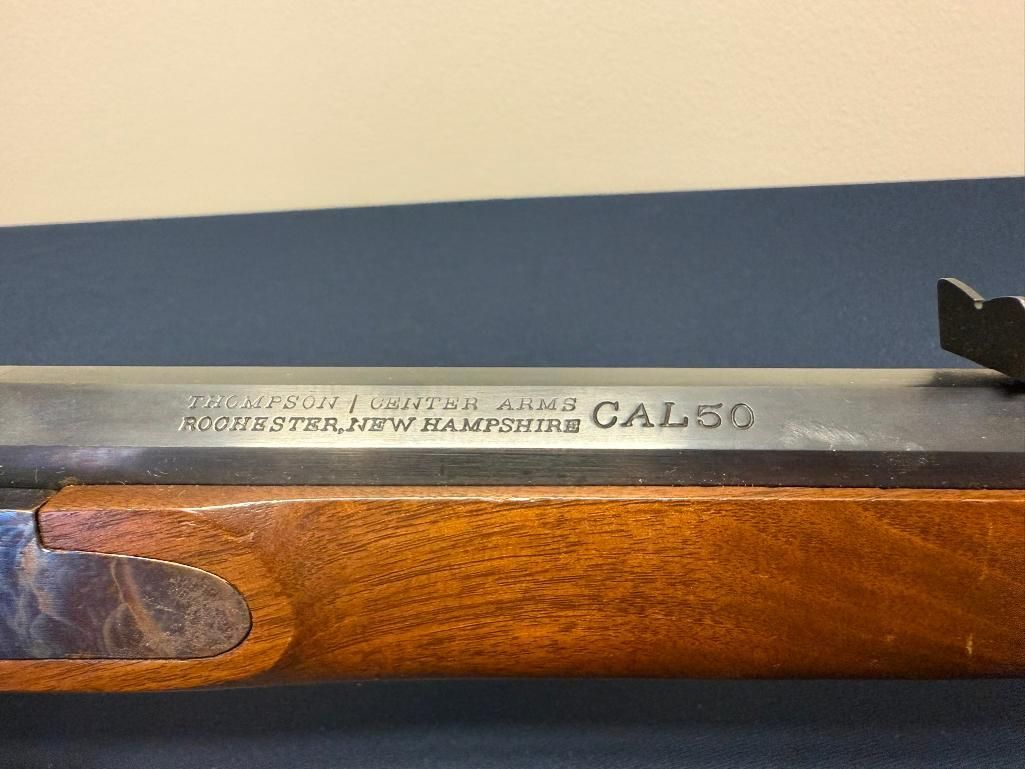 THOMPSON / CENTER ARMS
ROCHESTER, NEW HAMPSHIRE CAL50